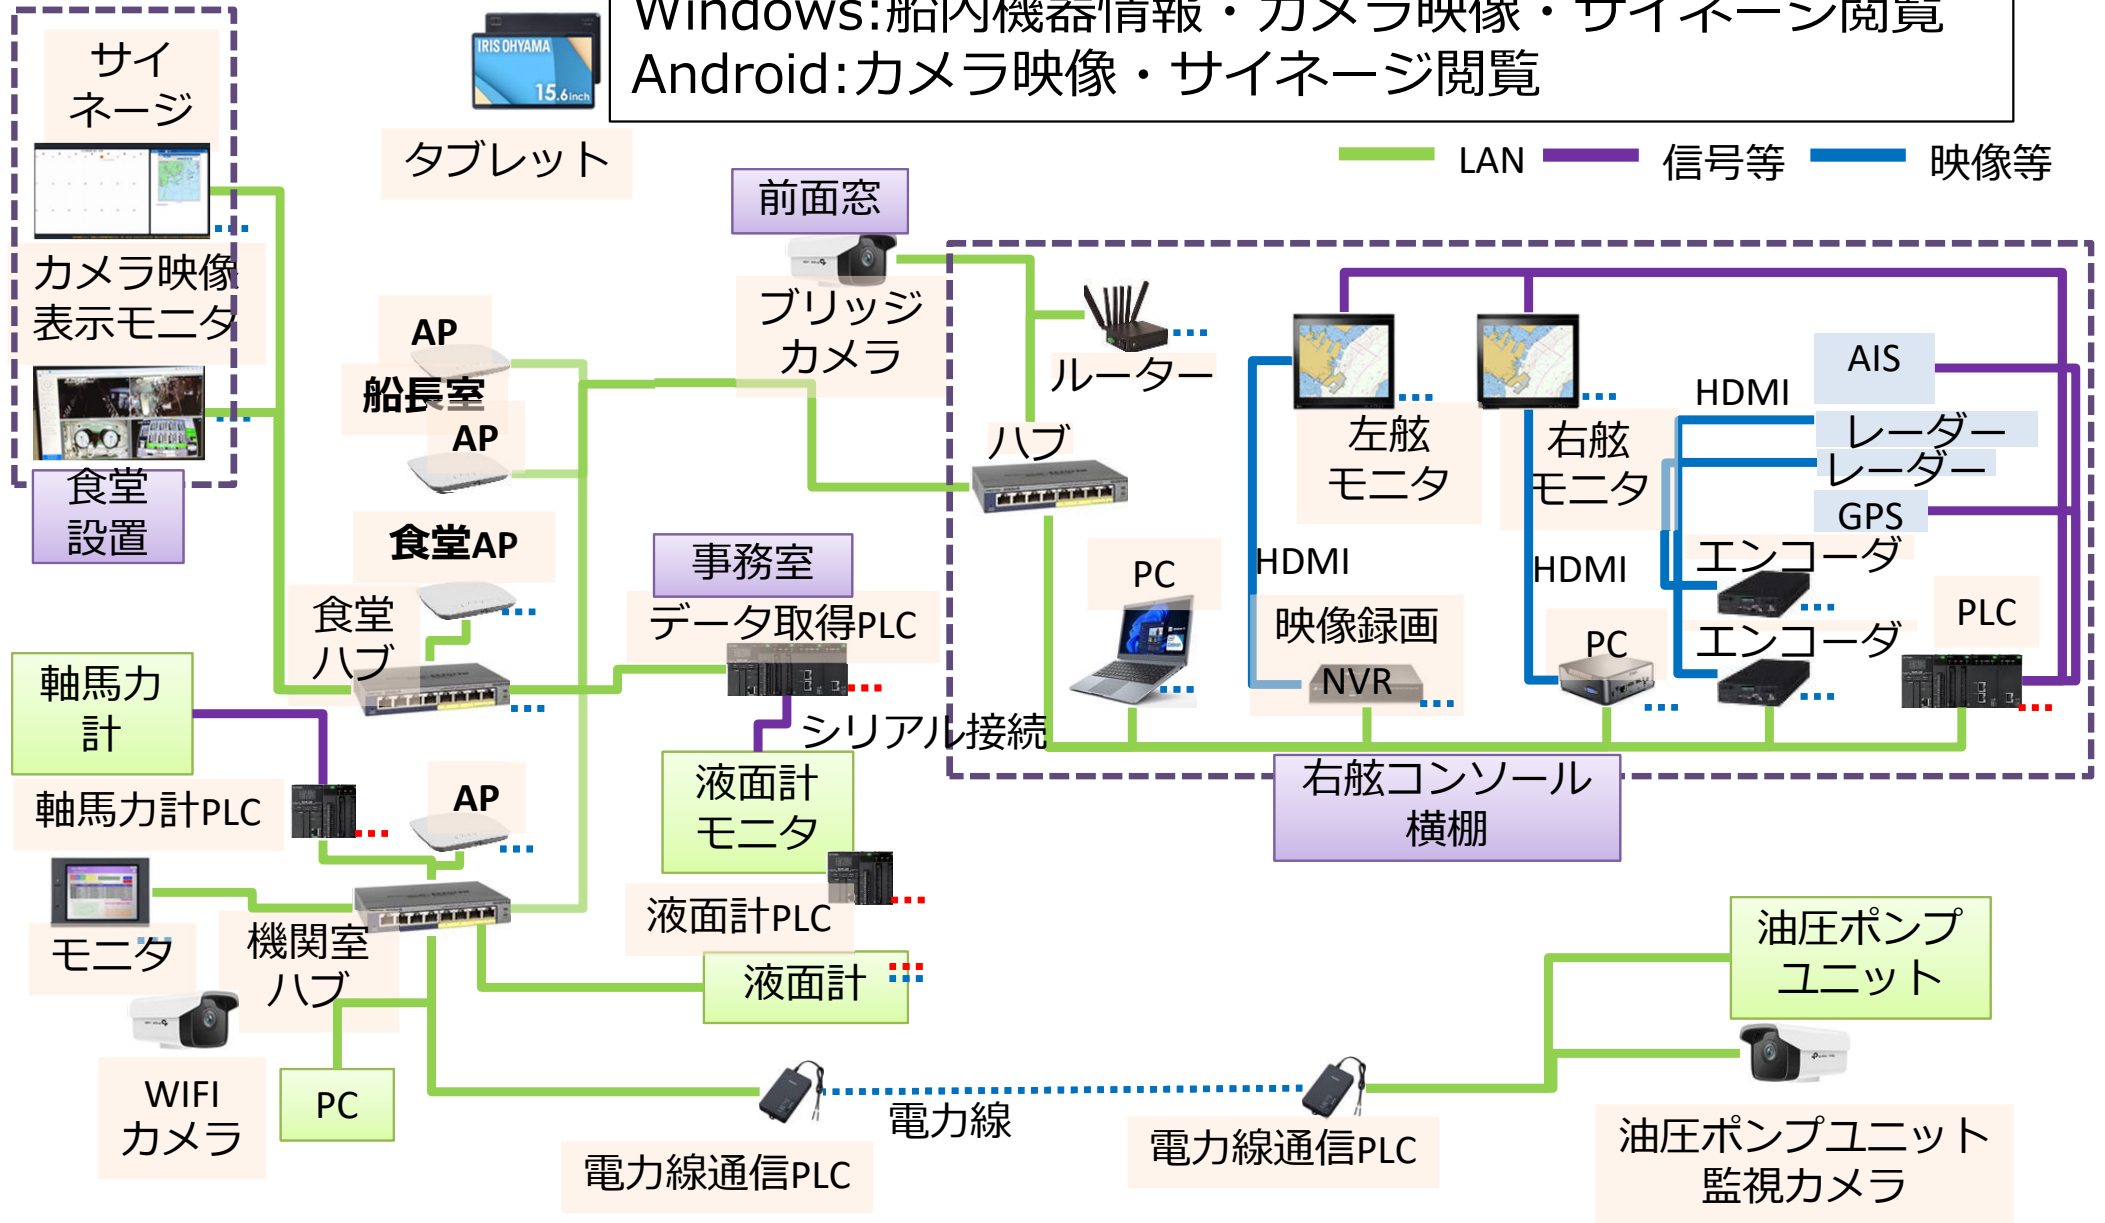 Windows:船内機器情報・カメラ映像・サイネージ閲覧
Android:カメラ映像・サイネージ閲覧
サイ
ネージ
IRIS OHYAMA
15.6inch
タブレット
LAN
信号等
映像等
前面窓
カメラ映像
表示モニタ
ブリッジ
カメラ
ルーター
AP
船長室
AP
食堂
設置
食堂AP
食堂
ハブ
事務室
データ取得PLC
シリアル接続
ハブ
PC
左舷
モニタ
右舷
モニタ
HDMI
AIS
レーダー
レーダー
GPS
HDMI
HDMI
エンコーダ
エンコーダ
映像録画
NVR
PC
PLC
右舷コンソール
横棚
軸馬力
計
軸馬力計PLC
AP
液面計
モニタ
液面計PLC
液面計
モニタ
機関室
ハブ
WIFI
カメラ
PC
電力線通信PLC
電力線
電力線通信PLC
油圧ポンプ
ユニット
油圧ポンプユニット
監視カメラ